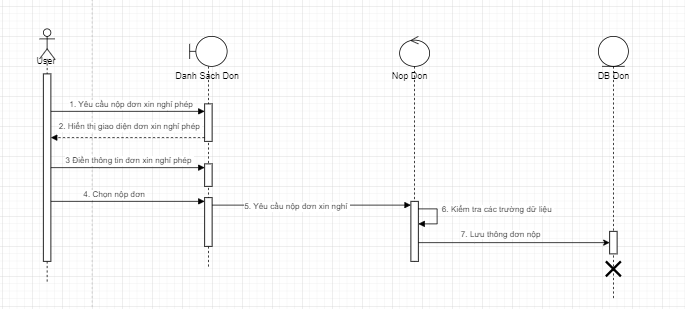 User
Danh Sách Don
Nop Don
DB Don
1. Yêu cầu nộp đơn xin nghỉ phép
2. Hiển thị giao diện đơn xin nghỉ phép
3 Điền thông tin đơn xin nghỉ phép
4. Chọn nộp đơn
5. Yêu cầu nộp đơn xin nghỉ
6. Kiểm tra các trường dữ liệu
7. Lưu thông đơn nộp